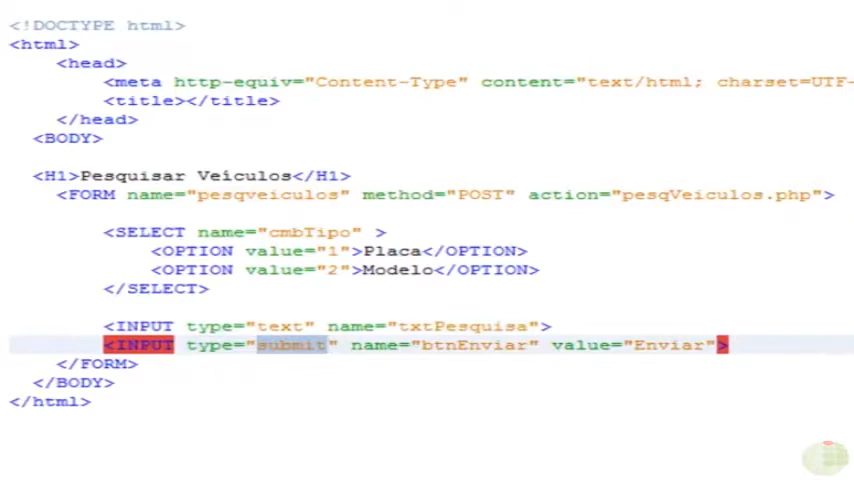 <!DOCTYPE html>
<html>
<head>
<meta http-equiv="Content-Type" content="text/html; charset=UTF-
<title></title>
</head>
<BODY>
<H1>Pesquisar Veículos</H1>
<FORM name="pesqveiculos" method="POST" action="pesqVeiculos.php">
<SELECT name="cmbTipo" >
<OPTION value="1">Placa</OPTION>
<OPTION value="2">Modelo</OPTION>
</SELECT>
<INPUT type="text" name="txtPesquisa">
<INPUT type="submit" name="btnEnviar" value="Enviar">
</FORM>
</BODY>
</html>